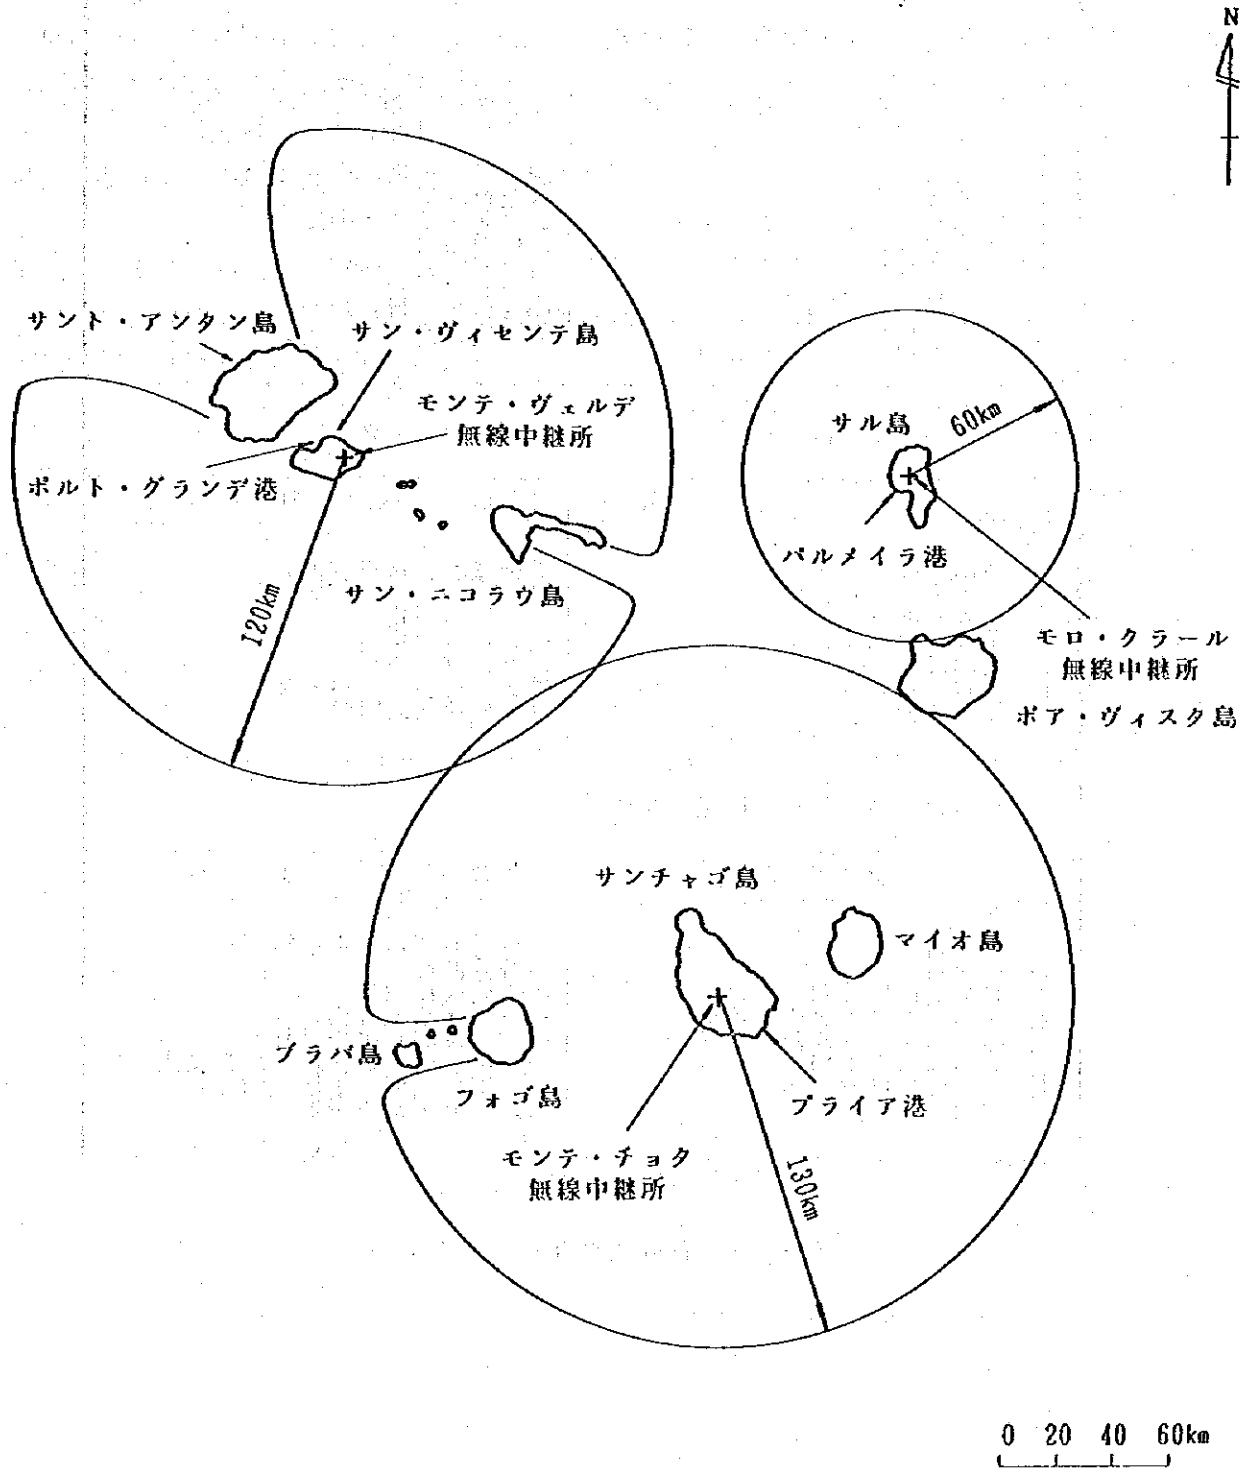 N
サント・アンタン島
サン・ヴィセンテ島
モンテ・ヴェルデ
無線中継所
ポルト・グランデ港
120km
サン・ニコラウ島
サル島
60km
パルメイラ港
モロ・クラール
無線中継所
ボア・ヴィスタ島
サンチャゴ島
マイオ島
ブラバ島
フォゴ島
プライア港
モンテ・チョタ
無線中継所
130km
0 20 40 60km